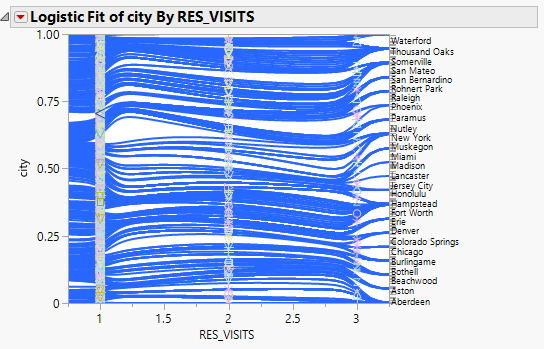 Logistic Fit of city By RES_VISITS
1.00
0.75
0.50
0.25
0
city
1
1.5
2
2.5
3
RES_VISITS
Waterford
Thousand Oaks
Somerville
San Mateo
San Bernardino
Rohnert Park
Raleigh
Phoenix
Paramus
Nutley
New York
Muskegon
Miami
Madison
Lancaster
Jersey City
Honolulu
Hampstead
Fort Worth
Erie
Denver
Colorado Springs
Chicago
Burlingame
Bothell
Beachwood
Aston
Aberdeen